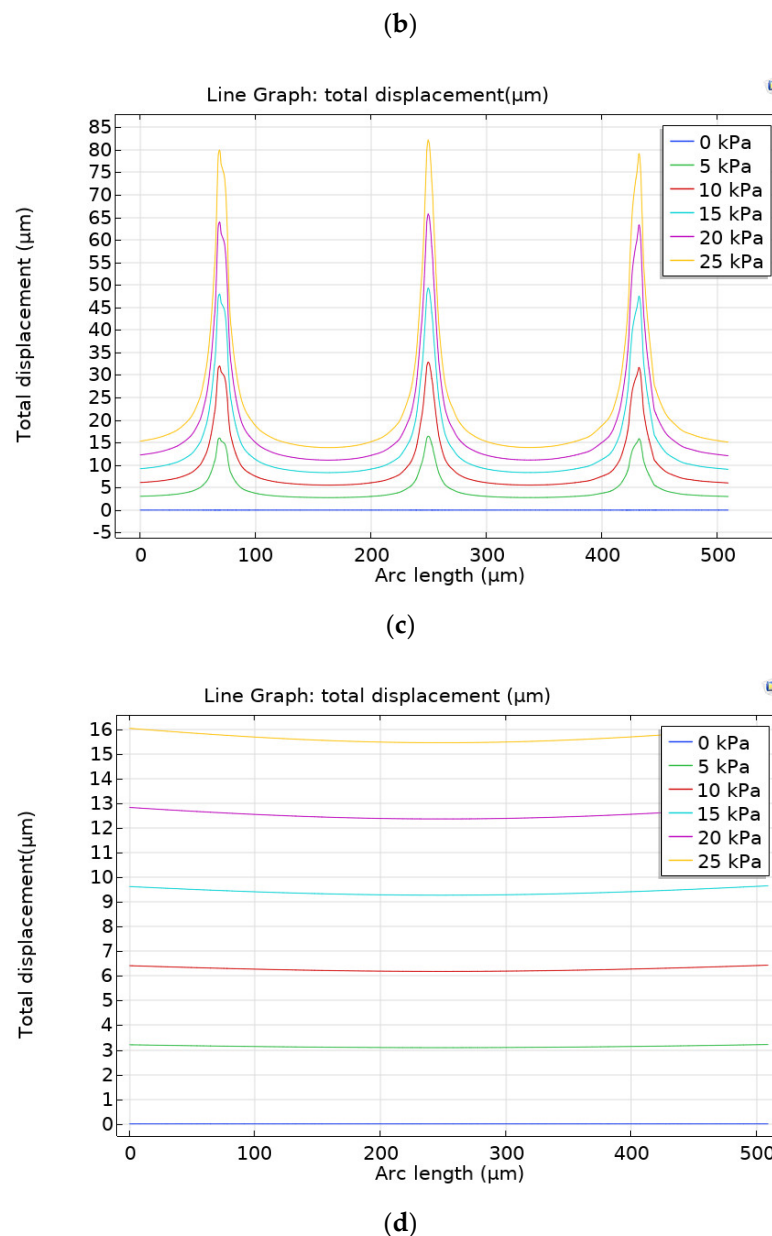 (b)
Line Graph: total displacement(μm)
Total displacement (μm)
85
80
75
70
65
60
55
50
45
40
35
30
25
20
15
10
5
0
-5
0 kPa
5 kPa
10 kPa
15 kPa
20 kPa
25 kPa
0 100 200 300 400 500
Arc length (μm)
(c)
Line Graph: total displacement (μm)
Total displacement(μm)
16
15
14
13
12
11
10
9
8
7
6
5
4
3
2
1
0
0 kPa
5 kPa
10 kPa
15 kPa
20 kPa
25 kPa
0 100 200 300 400 500
Arc length (μm)
(d)